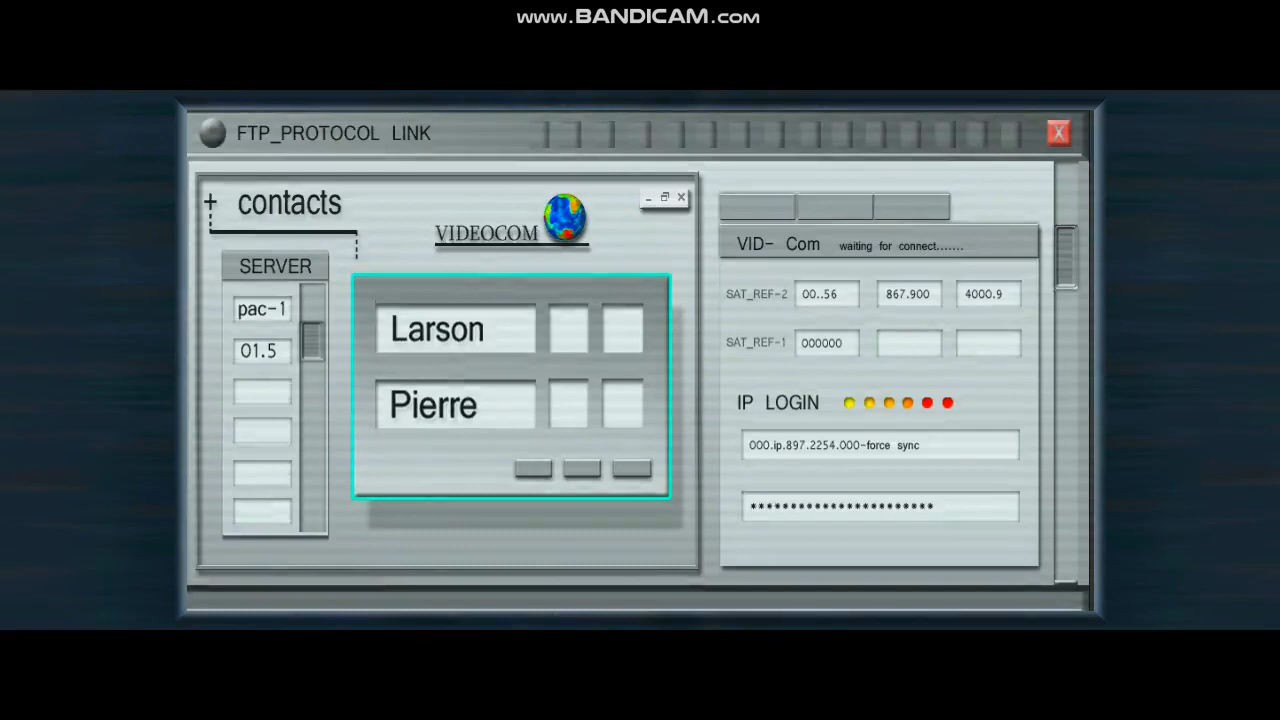 www.BANDICAM.com
FTP_PROTOCOL LINK
X
+ contacts
VIDEOCOM
SERVER
pac-1
01.5
Larson
Pierre
VID- Com waiting for connect.......
SAT_REF-2 00..56 867.900 4000.9
SAT_REF-1 000000
IP LOGIN
000.ip.897.2254.000-force sync
***********************